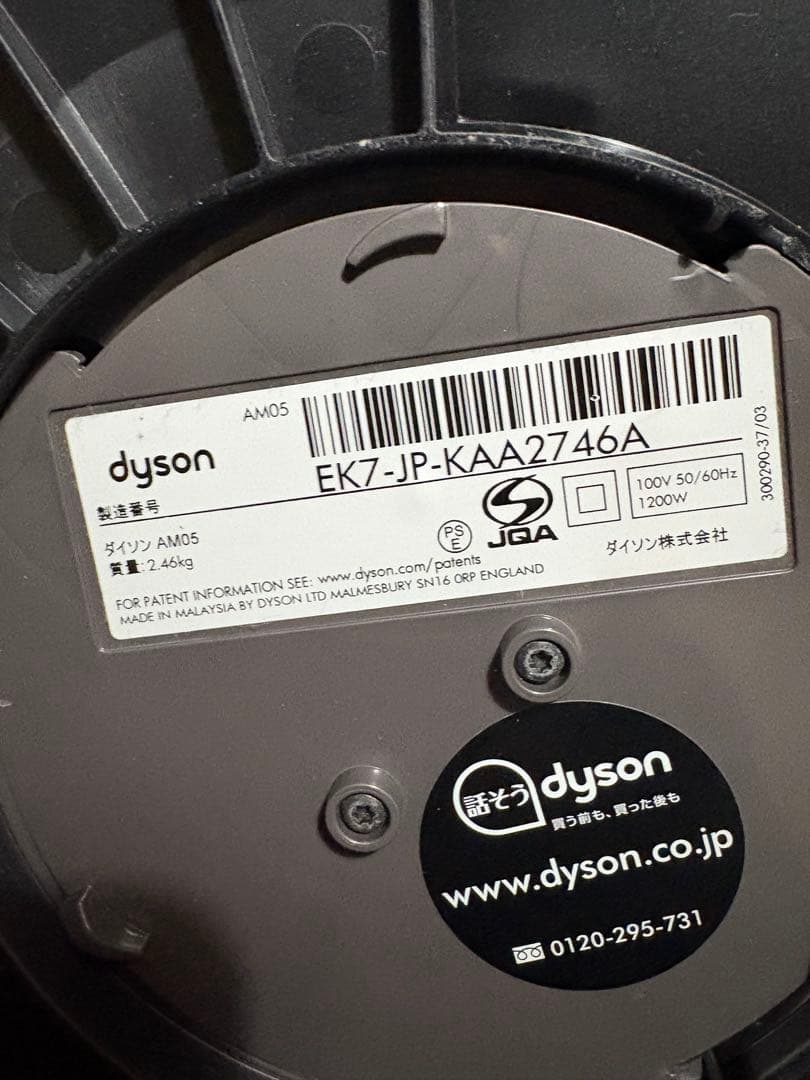 AM05
dyson
EK7-JP-KAA2746A
製造番号
ダイソン AM05
質量: 2.46kg
PS
E
JQA
100V 50/60Hz
1200W
ダイソン株式会社
300290-37/03
FOR PATENT INFORMATION SEE: www.dyson.com/patents
MADE IN MALAYSIA BY DYSON LTD MALMESBURY SN16 0RP ENGLAND
話そう
dyson
買う前も、買った後も
www.dyson.co.jp
0120-295-731